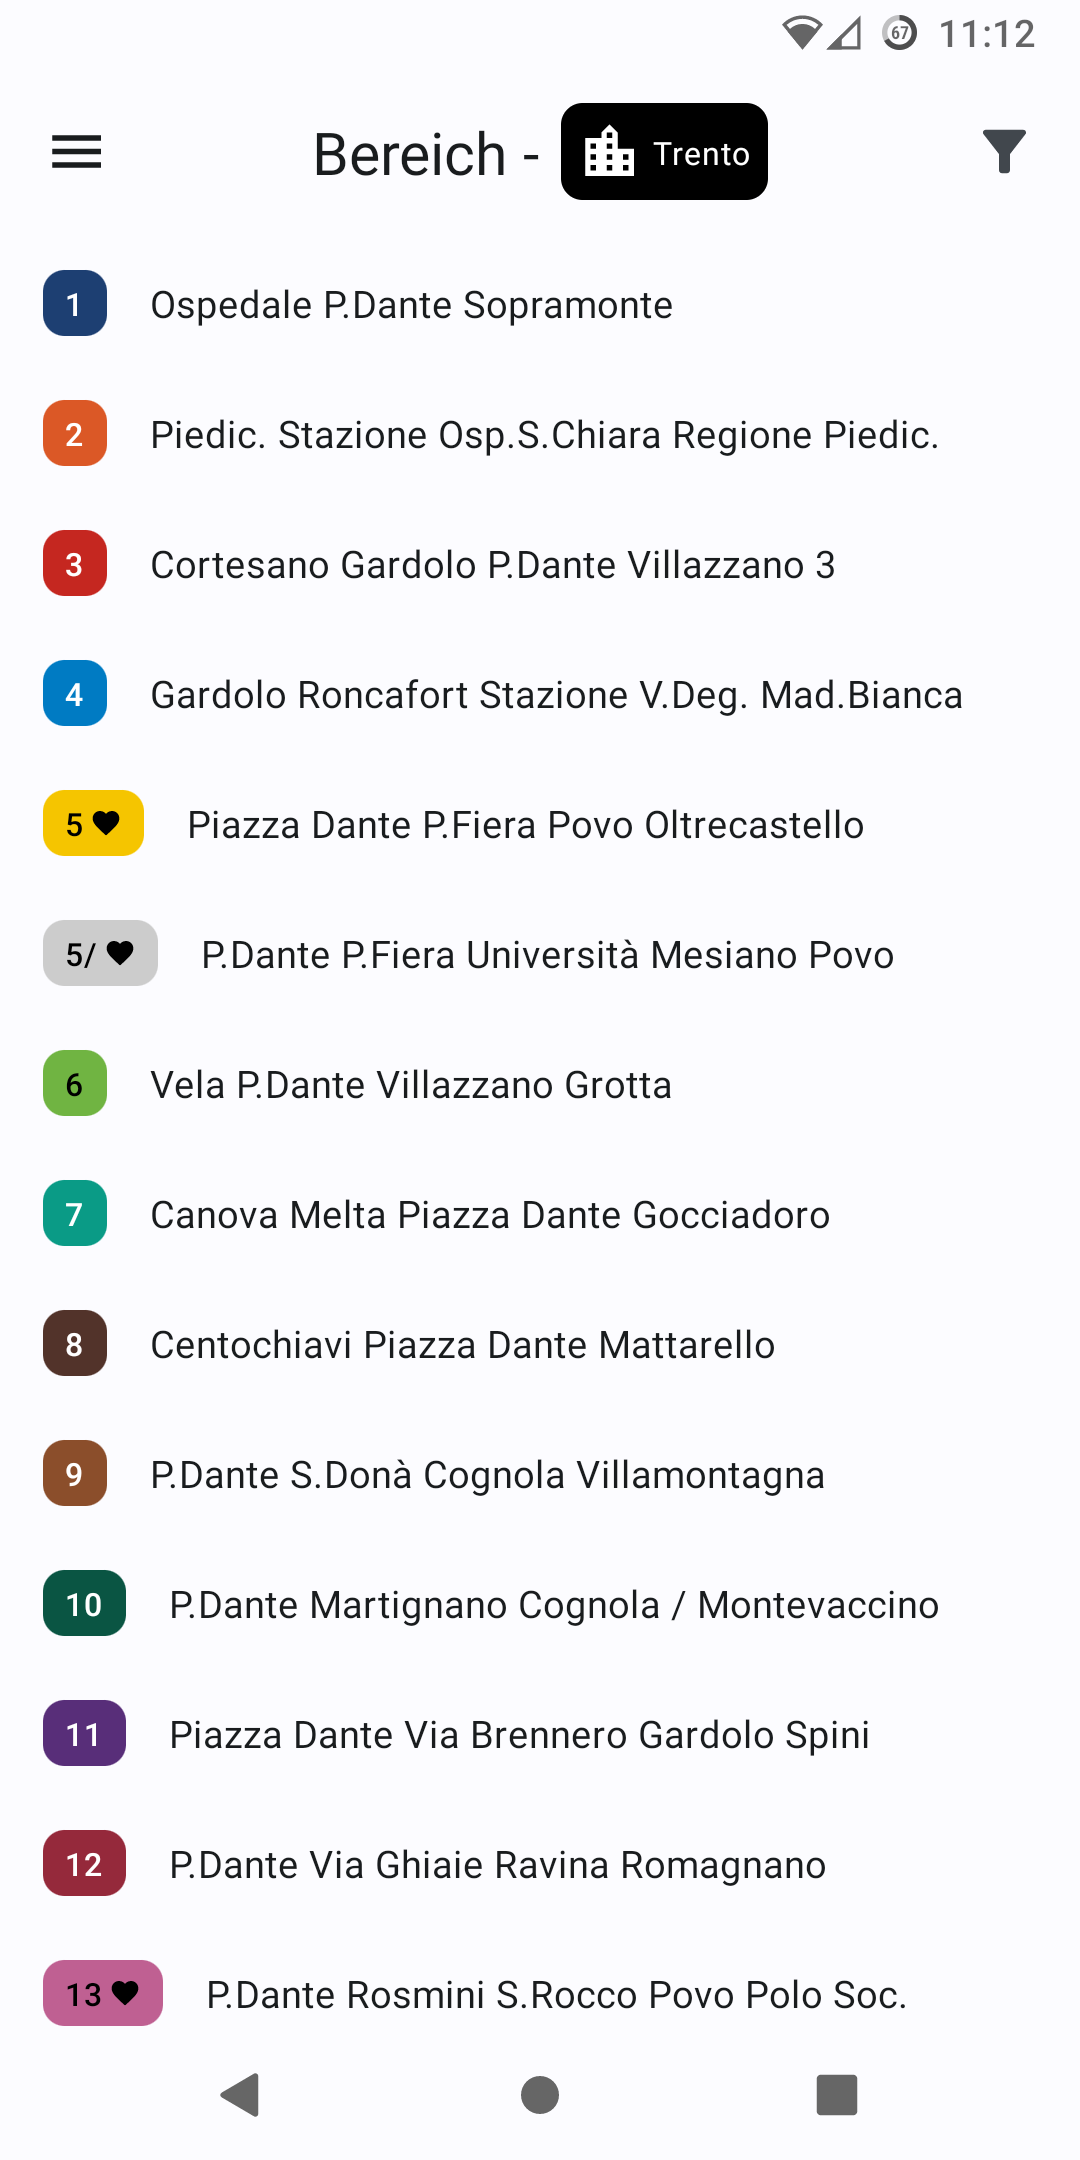 67 11:12
Bereich - Trento
1 Ospedale P.Dante Sopramonte
2 Piedic. Stazione Osp.S.Chiara Regione Piedic.
3 Cortesano Gardolo P.Dante Villazzano 3
4 Gardolo Roncafort Stazione V.Deg. Mad.Bianca
5 Piazza Dante P.Fiera Povo Oltrecastello
5/ P.Dante P.Fiera Università Mesiano Povo
6 Vela P.Dante Villazzano Grotta
7 Canova Melta Piazza Dante Gocciadoro
8 Centochiavi Piazza Dante Mattarello
9 P.Dante S.Donà Cognola Villamontagna
10 P.Dante Martignano Cognola / Montevaccino
11 Piazza Dante Via Brennero Gardolo Spini
12 P.Dante Via Ghiaie Ravina Romagnano
13 P.Dante Rosmini S.Rocco Povo Polo Soc.